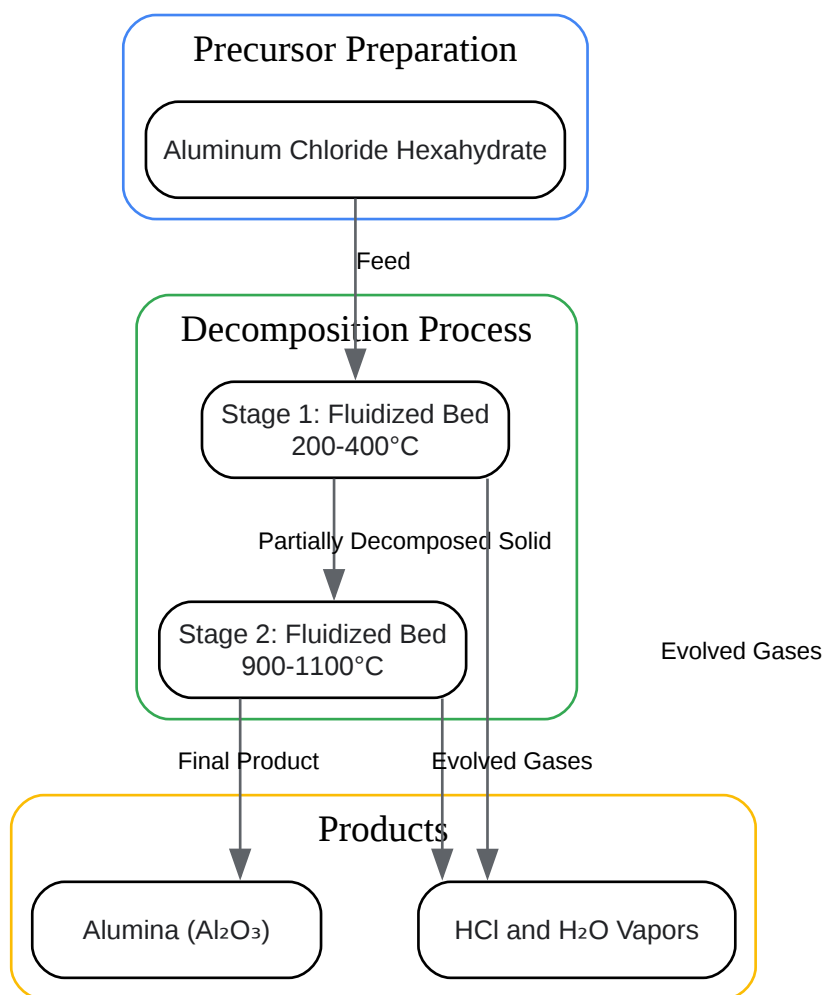 Precursor Preparation
Aluminum Chloride Hexahydrate
Feed
Decomposition Process
Stage 1: Fluidized Bed
200-400°C
Partially Decomposed Solid
Stage 2: Fluidized Bed
900-1100°C
Evolved Gases
Final Product
Evolved Gases
Products
Alumina (Al₂O₃)
HCl and H₂O Vapors